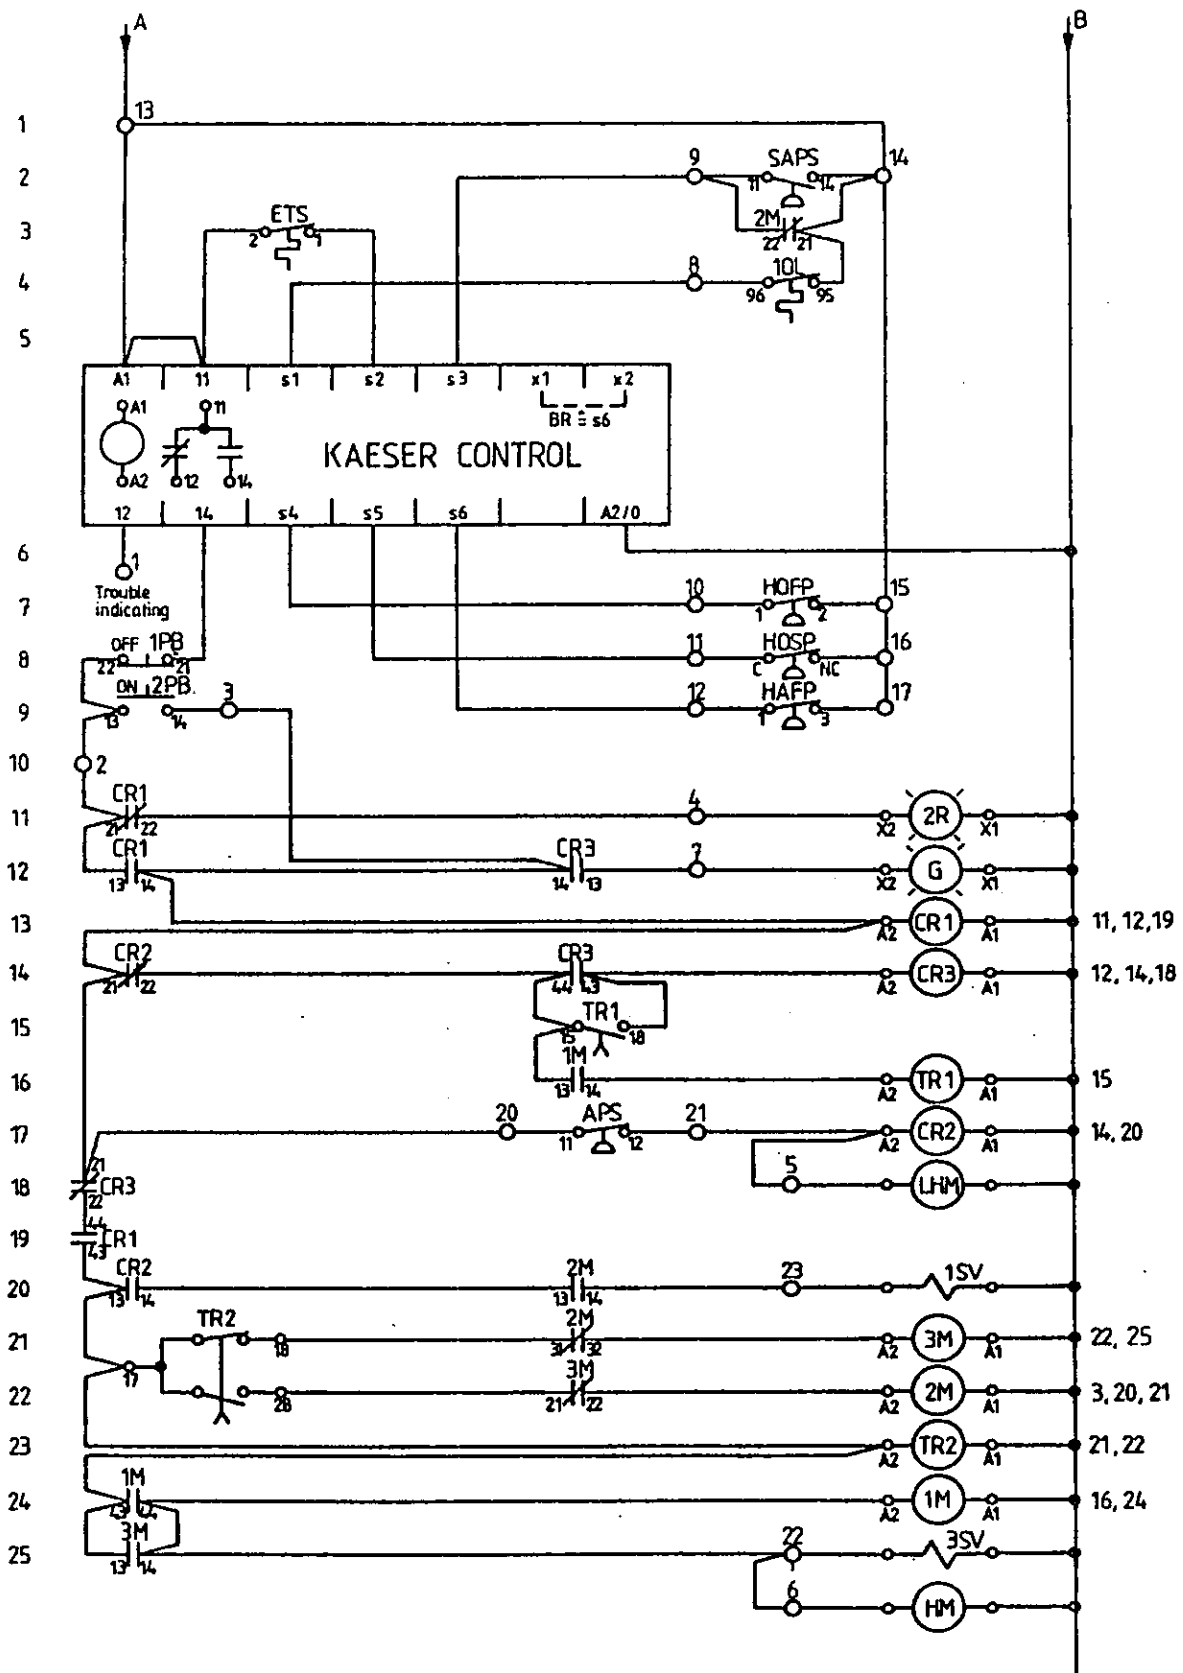 A B
13
1
9 SAPS 14
2
11 14
ETS 2M
3
2 1 22 21
8 1OL
4
96 95
5
A1 11 s1 s2 s3 x1 x2
A1 11 BR ≙ s6
KAESER CONTROL
A2 12 14
12 14 s4 s5 s6 A2/0
6
1
Trouble
indicating
10 HOFP 15
7
1 2
OFF 1PB 11 HOSP 16
8
22 21 C NC
ON 2PB 3 12 HAFP 17
9
13 14 1 3
10 2
CR1 4
11 2R
21 22 X2 X1
CR1 CR3 7
12 G
13 14 14 13 X2 X1
13 CR1 11, 12, 19
A2 A1
CR2 CR3
14 CR3 12, 14, 18
21 22 44 43 A2 A1
TR1
15
15 18
1M
16 TR1 15
13 14 A2 A1
20 APS 21
17 CR2 14, 20
11 12 A2 A1
21 5
18 CR3 LHM
22
44
19 CR1
43
CR2 2M 23 1SV
20
13 14 13 14
TR2 2M
21 3M 22, 25
18 31 32 A2 A1
17 3M
22 2M 3, 20, 21
28 21 22 A2 A1
23 TR2 21, 22
A2 A1
1M
24 1M 16, 24
43 44 A2 A1
3M 22 3SV
25
13 14
6
HM